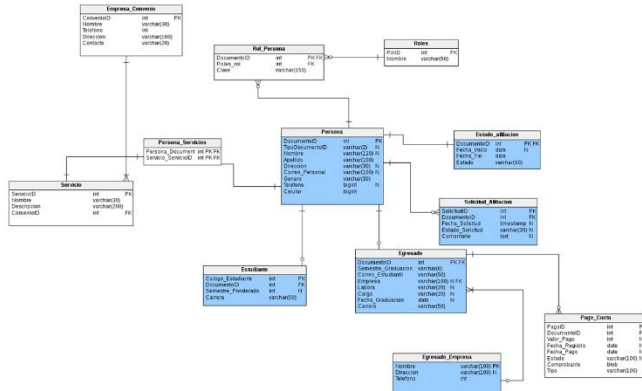 Empresa_Convenio
ConvenioID int PK
Nombre varchar(30)
Telefono int
Direccion varchar(100)
Contacto varchar(20)
Rol_Persona
DocumentoID int PK FK
Roles_rol int FK
Clave varchar(150)
Roles
RolID int PK
Nombre varchar(50)
Persona_Servicios
Persona_Document int PK FK
Servicio_ServicioID int PK FK
Persona
DocumentoID int PK
TipoDocumentoID varchar(2) N
Nombre varchar(110) N
Apellido varchar(100)
Direccion varchar(30) N
Correo_Personal varchar(100) N
Genero varchar(30)
Telefono bigint N
Celular bigint
Estado_afiliacion
DocumentoID int PK FK
Fecha_Inicio date N
Fecha_Fin date
Estado varchar(40)
Servicio
ServicioID int PK
Nombre varchar(30)
Descripcion varchar(200)
ConvenioID int FK
Solicitud_Afiliacion
SolicitudID int PK
DocumentoID int FK
Fecha_Solicitud timestamp N
Estado_Solicitud varchar(20) N
Comentario text N
Estudiante
Codigo_Estudiante int PK
DocumentoID int FK
Semestre_Ponderado int N
Carrera varchar(50)
Egresado
DocumentoID int PK FK
Semestre_Graduacion varchar(6)
Correo_EStudiantil varchar(50)
Empresa varchar(100) N FK
Labora varchar(20) N
Cargo varchar(20) N
Fecha_Graduacion date N
Carrera varchar(50)
Pago_Cuota
PagoID int
DocumentoID int
Valor_Pago int N
Fecha_Registro date N
Fecha_Pago date N
Estado varchar(100) N
Comprobante blob
Tipo varchar(100)
Egresado_Empresa
Nombre varchar(100) PK
Direccion varchar(100) N
Telefono int